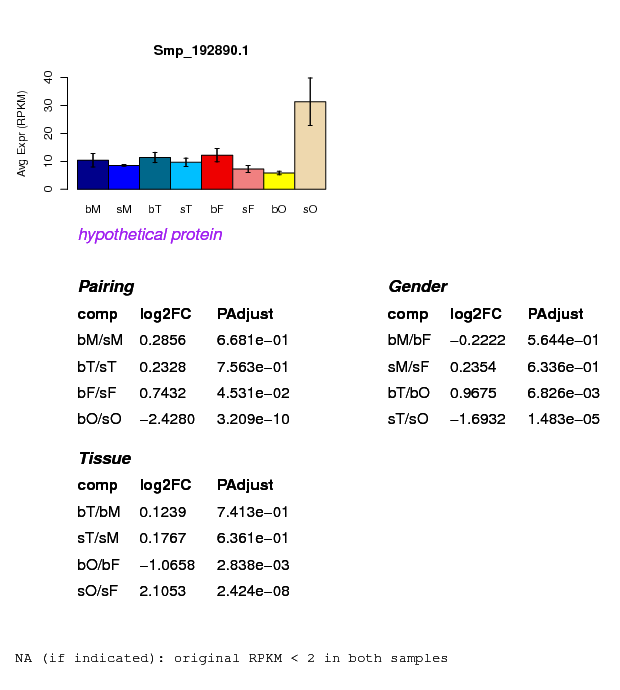 Smp_192890.1
Avg Expr (RPKM)
40
30
20
10
0
bM sM bT sT bF sF bO sO
hypothetical protein
Pairing
comp log2FC PAdjust
bM/sM 0.2856 6.681e−01
bT/sT 0.2328 7.563e−01
bF/sF 0.7432 4.531e−02
bO/sO −2.4280 3.209e−10
Gender
comp log2FC PAdjust
bM/bF −0.2222 5.644e−01
sM/sF 0.2354 6.336e−01
bT/bO 0.9675 6.826e−03
sT/sO −1.6932 1.483e−05
Tissue
comp log2FC PAdjust
bT/bM 0.1239 7.413e−01
sT/sM 0.1767 6.361e−01
bO/bF −1.0658 2.838e−03
sO/sF 2.1053 2.424e−08
NA (if indicated): original RPKM < 2 in both samples